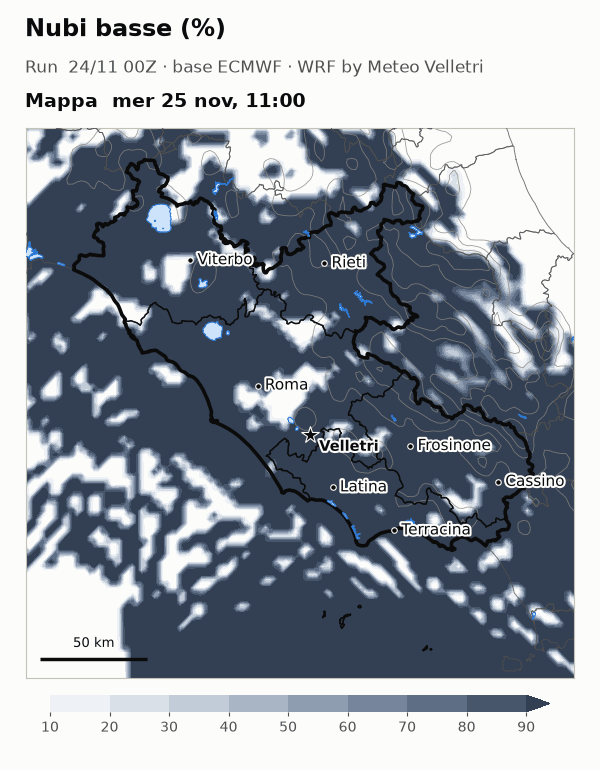 Nubi basse (%)
Run  24/11 00Z · base ECMWF · WRF by Meteo Velletri
Mappa  mer 25 nov, 11:00
Viterbo
Rieti
Roma
Velletri
Frosinone
Cassino
Latina
Terracina
50 km
10 20 30 40 50 60 70 80 90